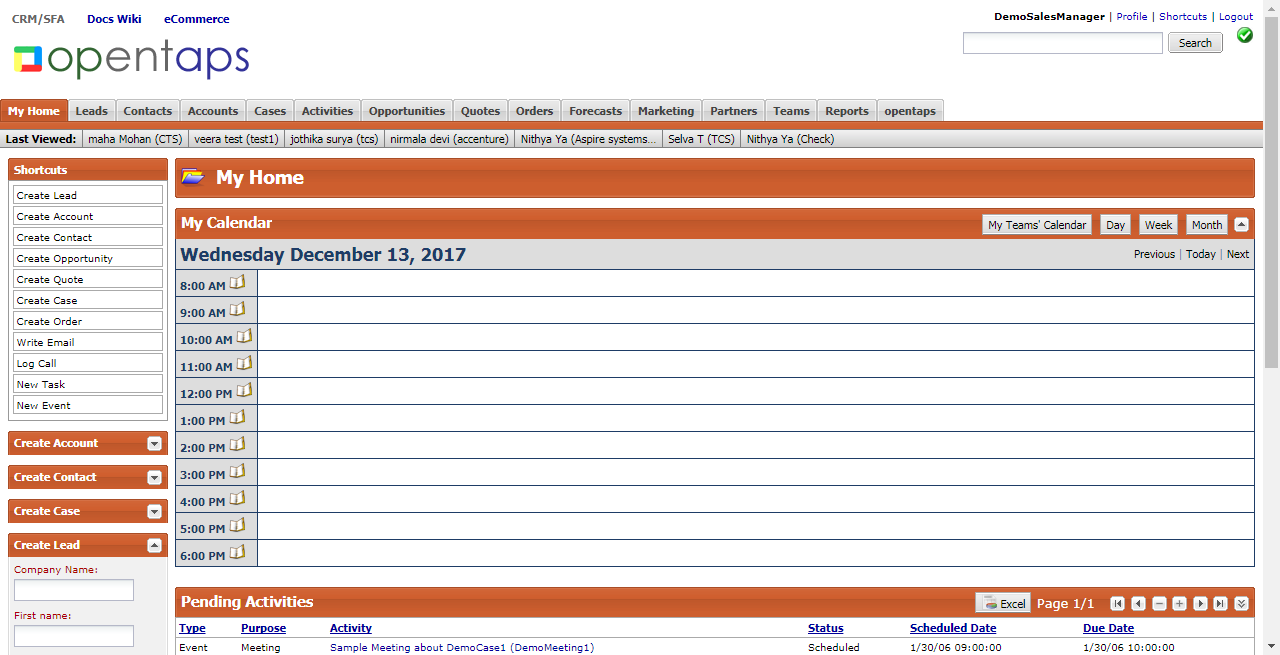 CRM/SFA Docs Wiki eCommerce
DemoSalesManager | Profile | Shortcuts | Logout
opentaps
Search
My Home Leads Contacts Accounts Cases Activities Opportunities Quotes Orders Forecasts Marketing Partners Teams Reports opentaps
Last Viewed: maha Mohan (CTS) veera test (test1) jothika surya (tcs) nirmala devi (accenture) Nithya Ya (Aspire systems... Selva T (TCS) Nithya Ya (Check)
Shortcuts
Create Lead
Create Account
Create Contact
Create Opportunity
Create Quote
Create Case
Create Order
Write Email
Log Call
New Task
New Event
Create Account
Create Contact
Create Case
Create Lead
Company Name:
First name:
My Home
My Calendar
My Teams' Calendar Day Week Month
Wednesday December 13, 2017
Previous | Today | Next
8:00 AM
9:00 AM
10:00 AM
11:00 AM
12:00 PM
1:00 PM
2:00 PM
3:00 PM
4:00 PM
5:00 PM
6:00 PM
Pending Activities
Excel Page 1/1
Type Purpose Activity Status Scheduled Date Due Date
Event Meeting Sample Meeting about DemoCase1 (DemoMeeting1) Scheduled 1/30/06 09:00:00 1/30/06 10:00:00